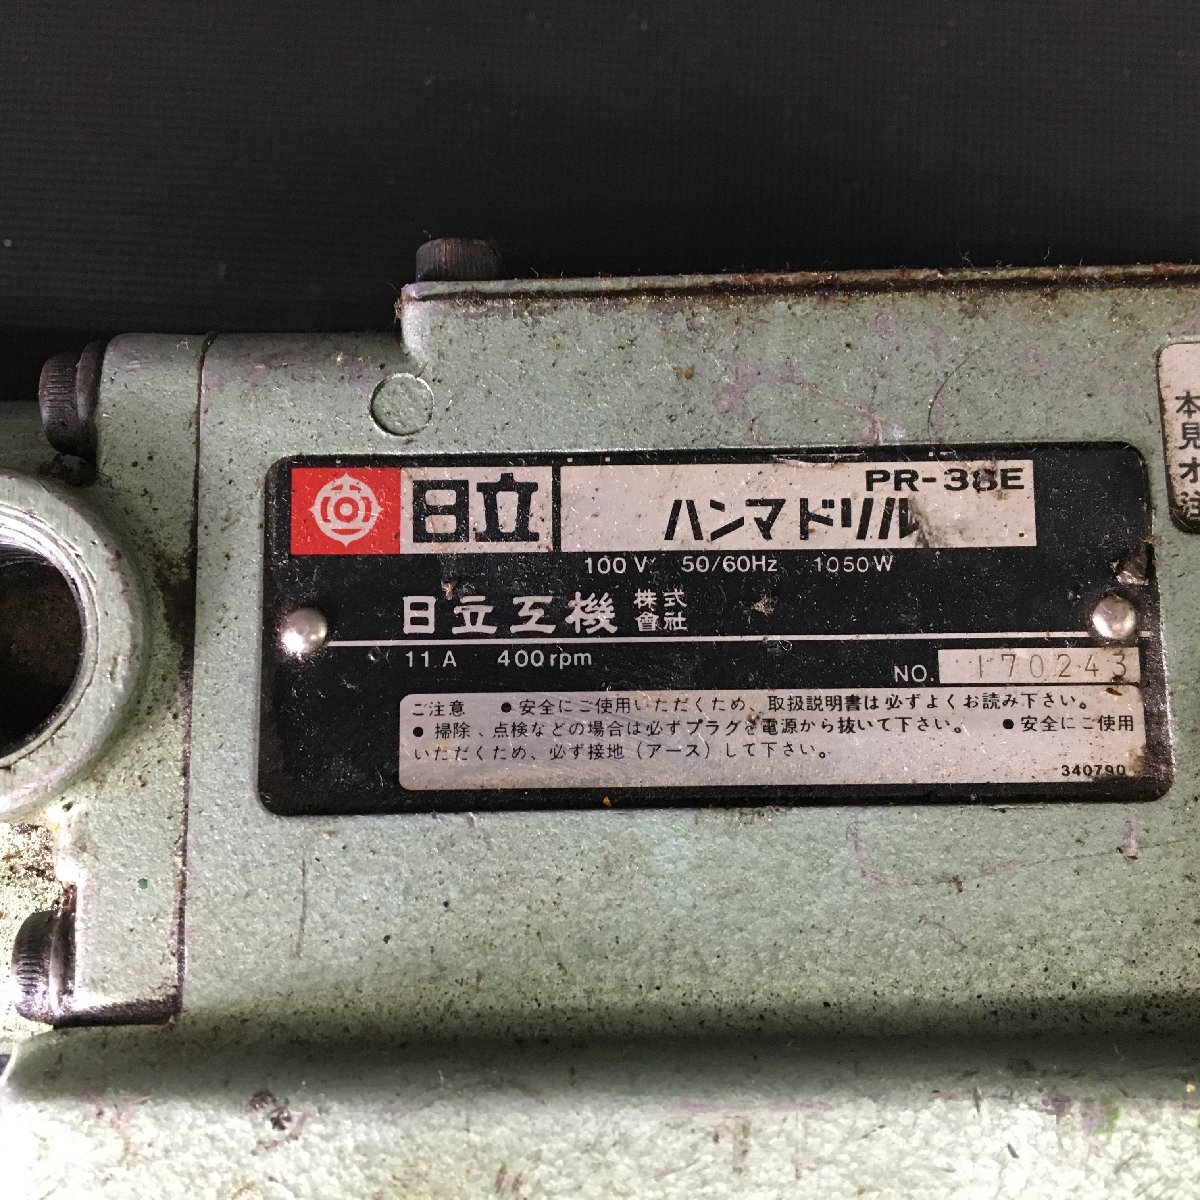 日立
PR-38E
ハンマドリル
100V 50/60Hz 1050W
日立工機 株式會社
11A 400rpm
NO. 170243
ご注意 ●安全にご使用いただくため、取扱説明書は必ずよくお読み下さい。
●掃除、点検などの場合は必ずプラグを電源から抜いて下さい。 ●安全にご使用
いただくため、必ず接地（アース）して下さい。
340790
本
見
オ